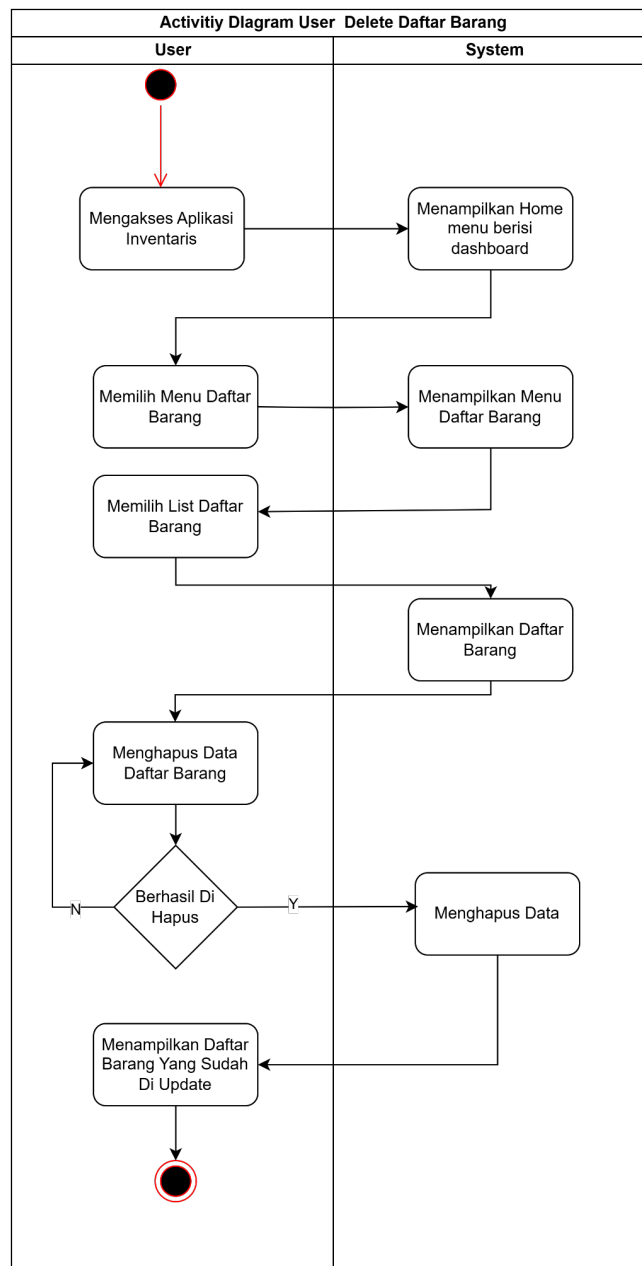 Activitiy DIagram User  Delete Daftar Barang
User
System
Mengakses Aplikasi
Inventaris
Menampilkan Home
menu berisi
dashboard
Memilih Menu Daftar
Barang
Menampilkan Menu
Daftar Barang
Memilih List Daftar
Barang
Menampilkan Daftar
Barang
Menghapus Data
Daftar Barang
Berhasil Di
Hapus
N
Y
Menghapus Data
Menampilkan Daftar
Barang Yang Sudah
Di Update